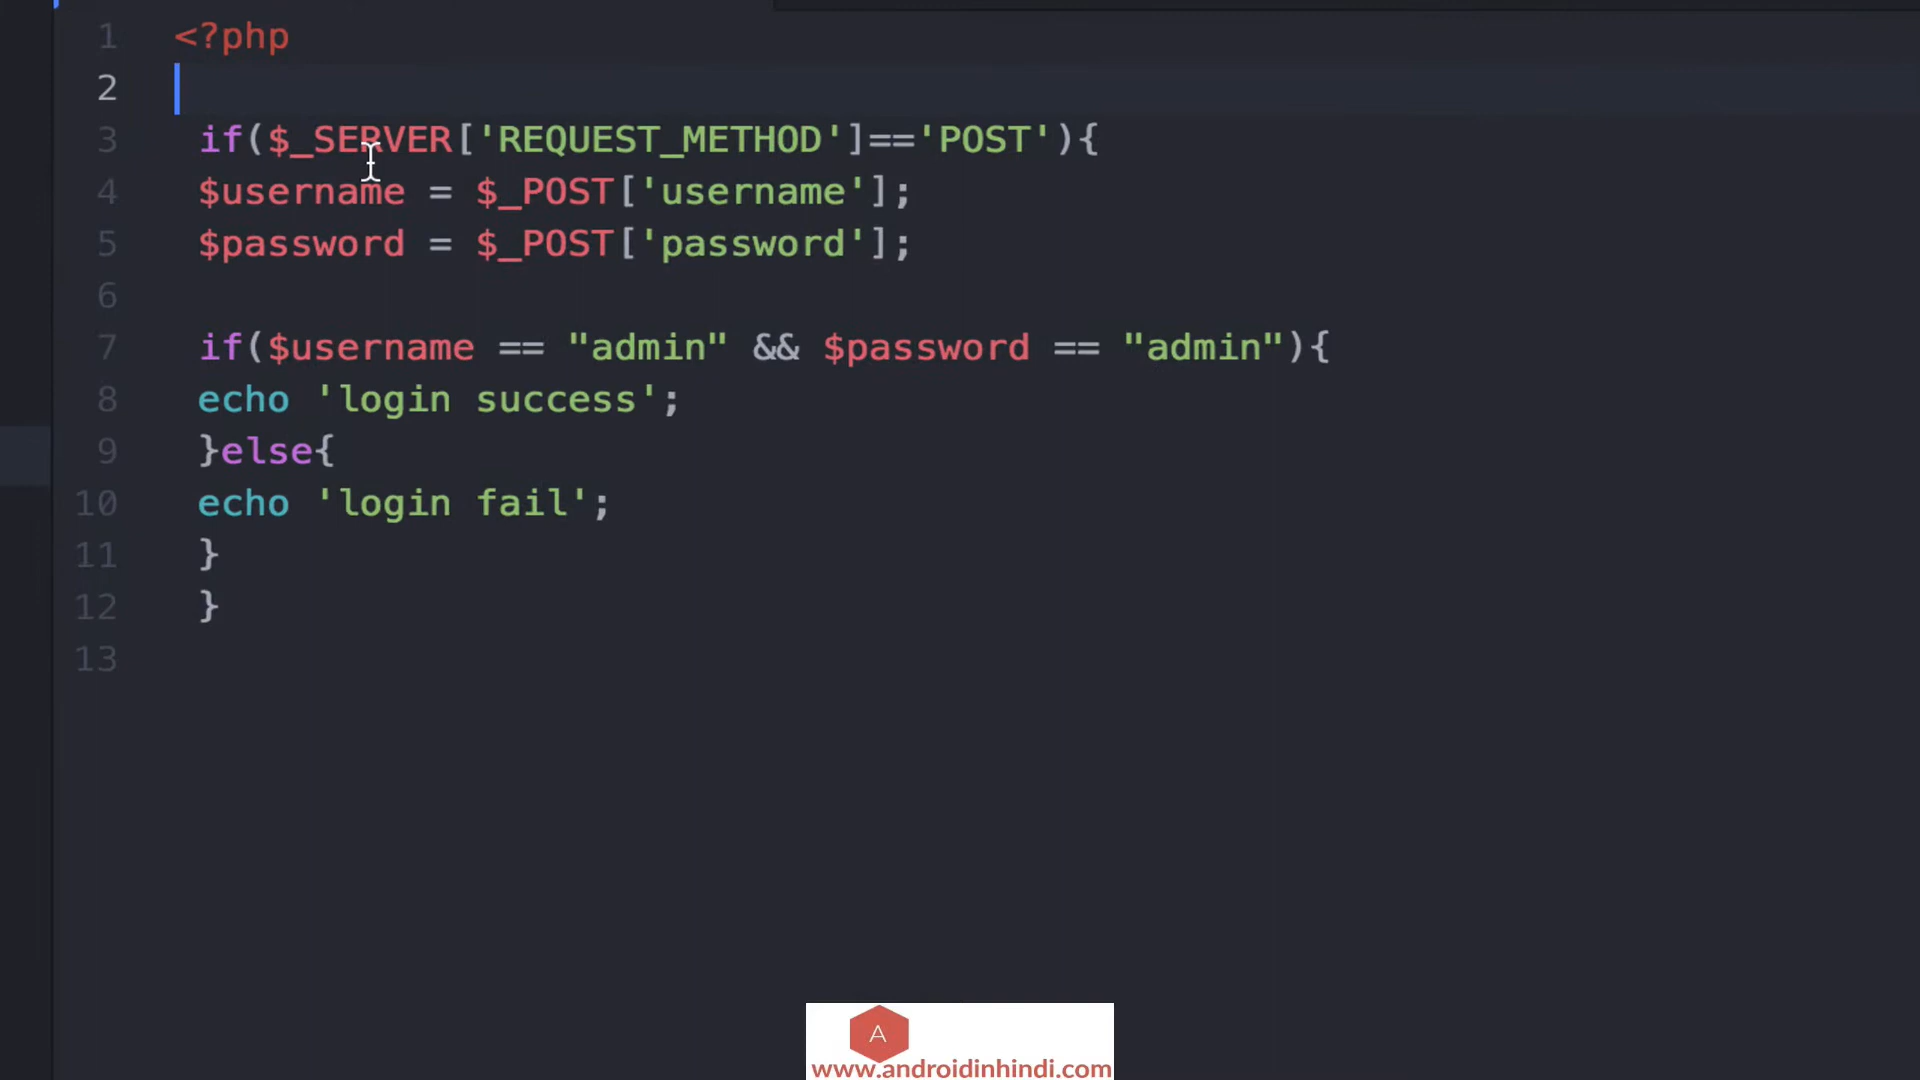 1 <?php
2
3 if($_SERVER['REQUEST_METHOD']=='POST'){
4 $username = $_POST['username'];
5 $password = $_POST['password'];
6
7 if($username == "admin" && $password == "admin"){
8 echo 'login success';
9 }else{
10 echo 'login fail';
11 }
12 }
13
A
www.androidinhindi.com